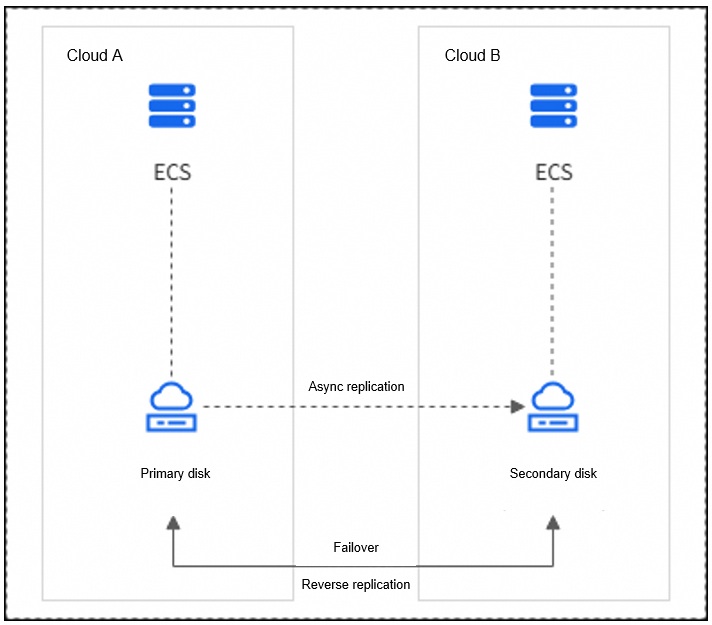 Cloud A
Cloud B
ECS
ECS
Async replication
Primary disk
Secondary disk
Failover
Reverse replication